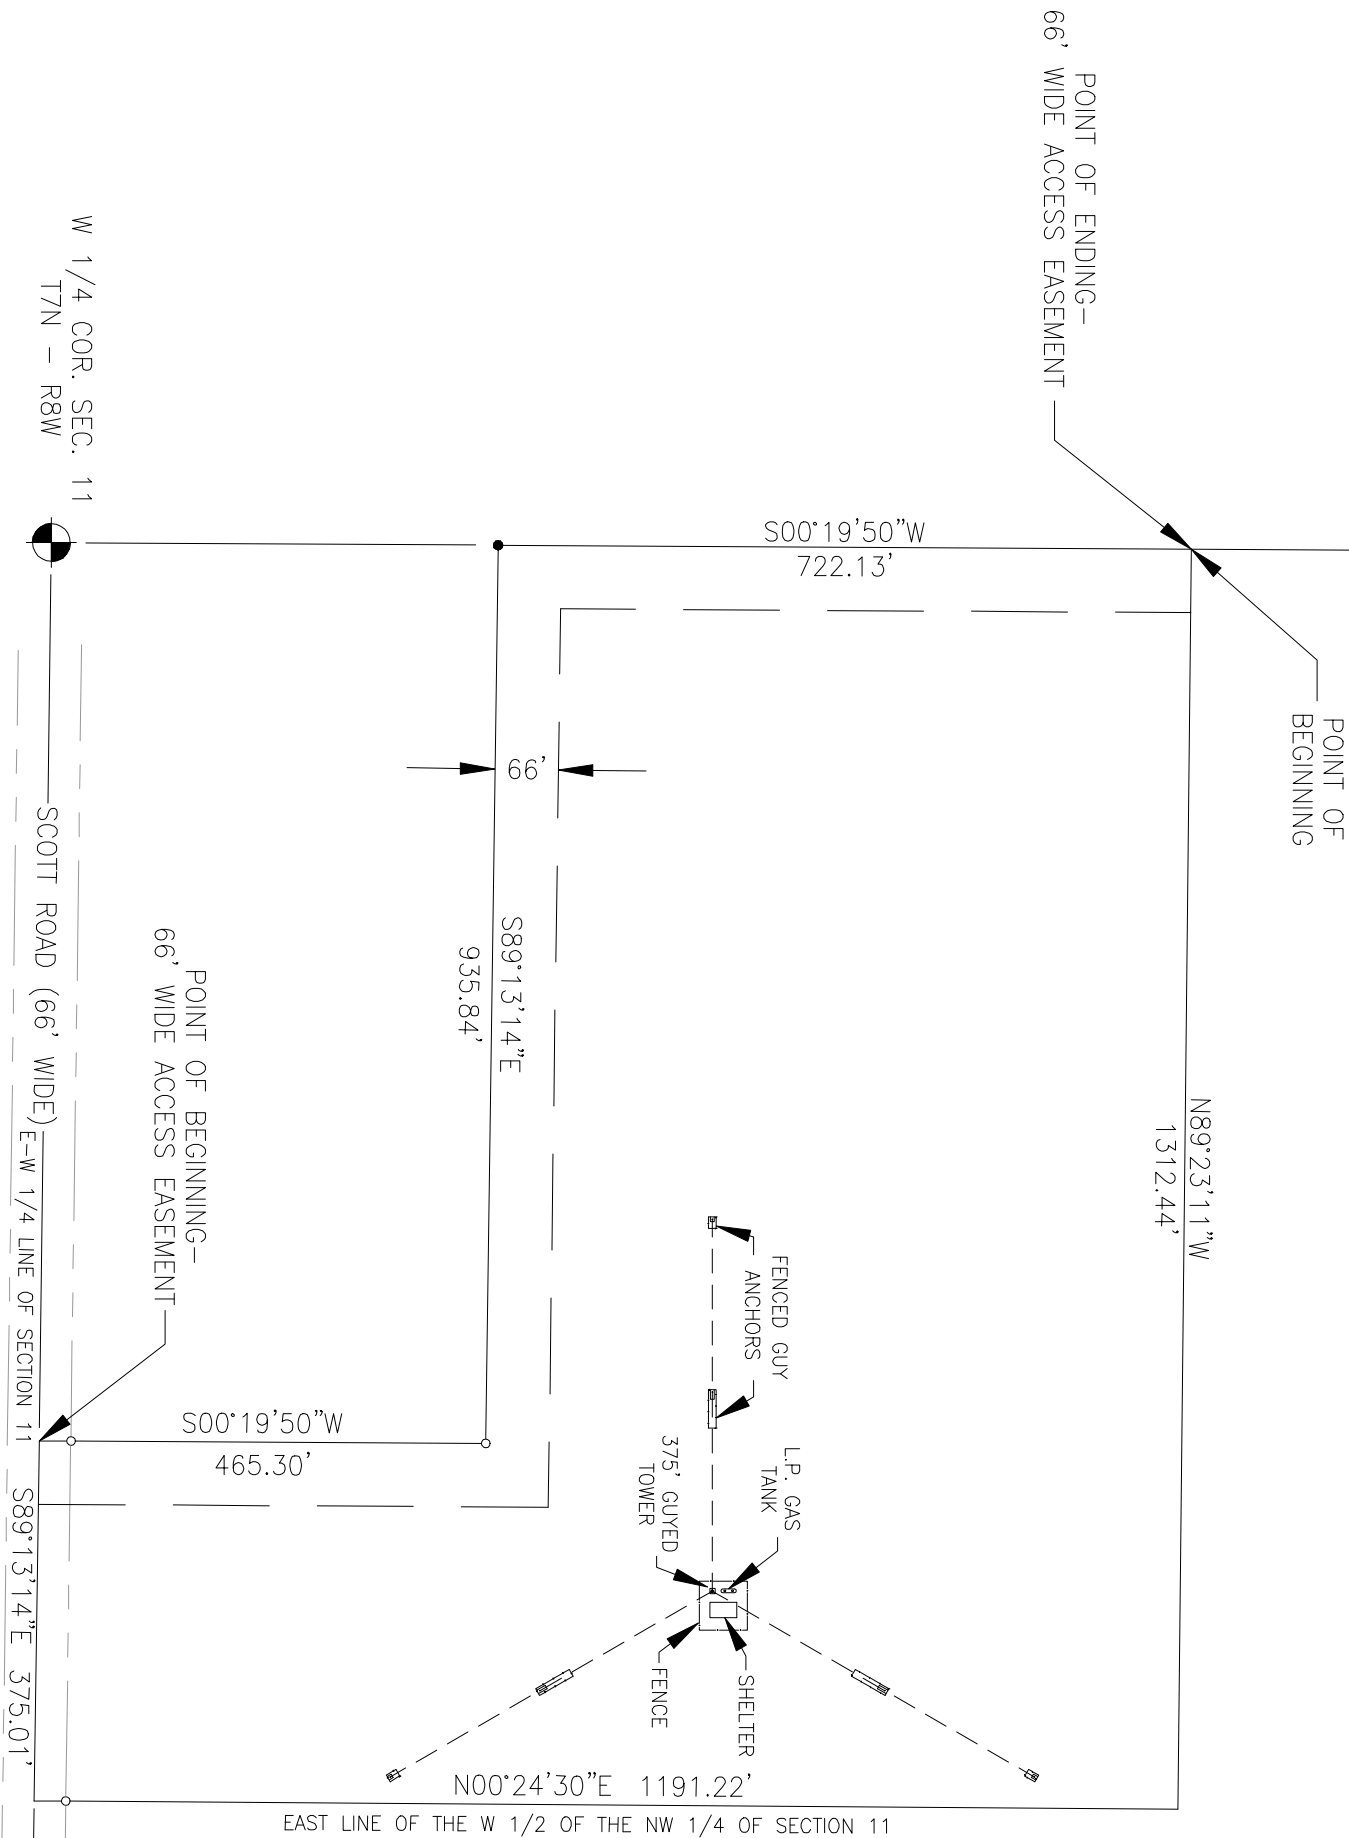 POINT OF ENDING-
66' WIDE ACCESS EASEMENT
POINT OF
BEGINNING
W 1/4 COR. SEC. 11
T7N - R8W
S00°19'50"W
722.13'
N89°23'11"W
1312.44'
66'
S89°13'14"E
935.84'
POINT OF BEGINNING-
66' WIDE ACCESS EASEMENT
SCOTT ROAD (66' WIDE)
E-W 1/4 LINE OF SECTION 11
S00°19'50"W
465.30'
S89°13'14"E 375.01'
FENCED GUY
ANCHORS
L.P. GAS
TANK
375' GUYED
TOWER
SHELTER
FENCE
N00°24'30"E 1191.22'
EAST LINE OF THE W 1/2 OF THE NW 1/4 OF SECTION 11